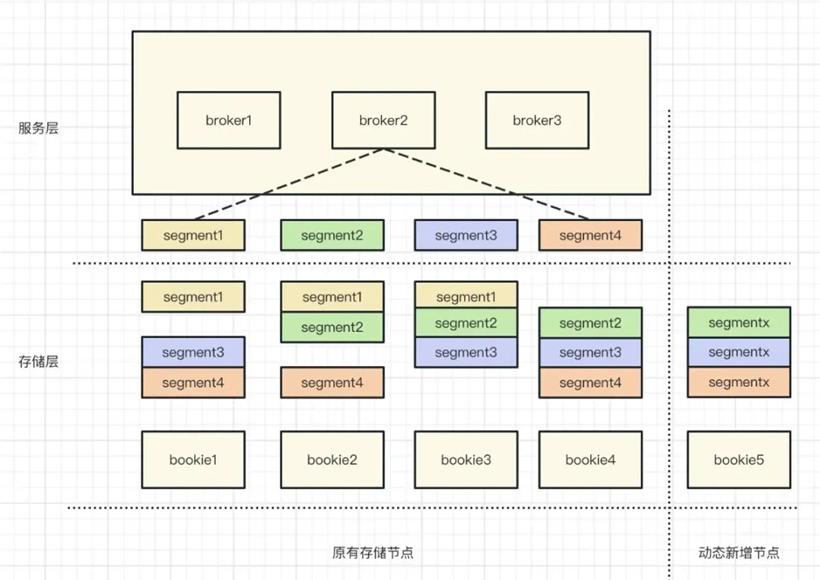 broker1 broker2 broker3
服务层
segment1 segment2 segment3 segment4
segment1 segment1 segment1
segment2 segment2 segment2 segmentx
segment3 segment3 segment3 segmentx
存储层
segment4 segment4 segment4 segmentx
bookie1 bookie2 bookie3 bookie4 bookie5
原有存储节点 动态新增节点